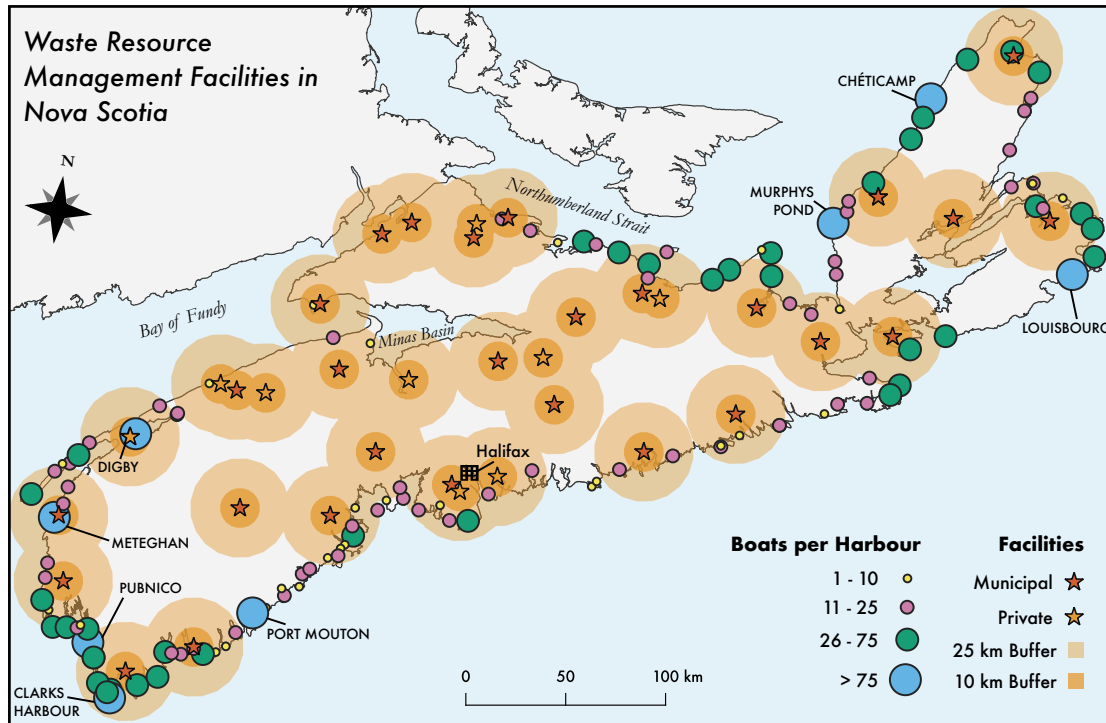 Waste Resource
Management Facilities in
Nova Scotia
N
CHÉTICAMP
MURPHYS
POND
Northumberland Strait
Bay of Fundy
Minas Basin
LOUISBOURG
DIGBY
Halifax
METEGHAN
PUBNICO
PORT MOUTON
CLARKS
HARBOUR
Boats per Harbour
1 - 10
11 - 25
26 - 75
> 75
Facilities
Municipal
Private
25 km Buffer
10 km Buffer
0 50 100 km